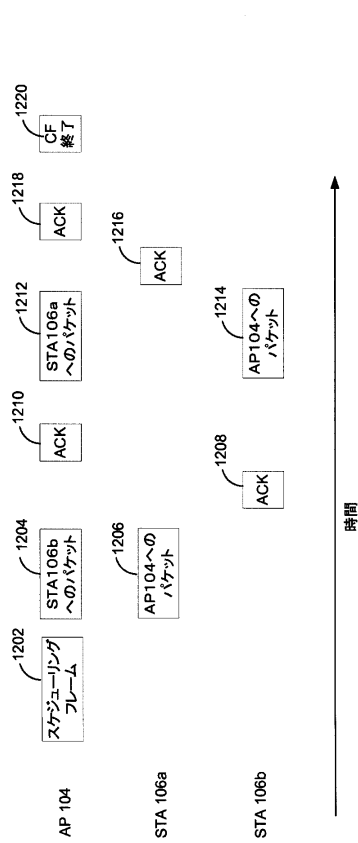 AP 104
1202
スケジューリング
フレーム
1204
STA106b
へのパケット
1210
ACK
1212
STA106a
へのパケット
1218
ACK
1220
CF
終了
STA 106a
1206
AP104への
パケット
1216
ACK
STA 106b
1208
ACK
1214
AP104への
パケット
時間